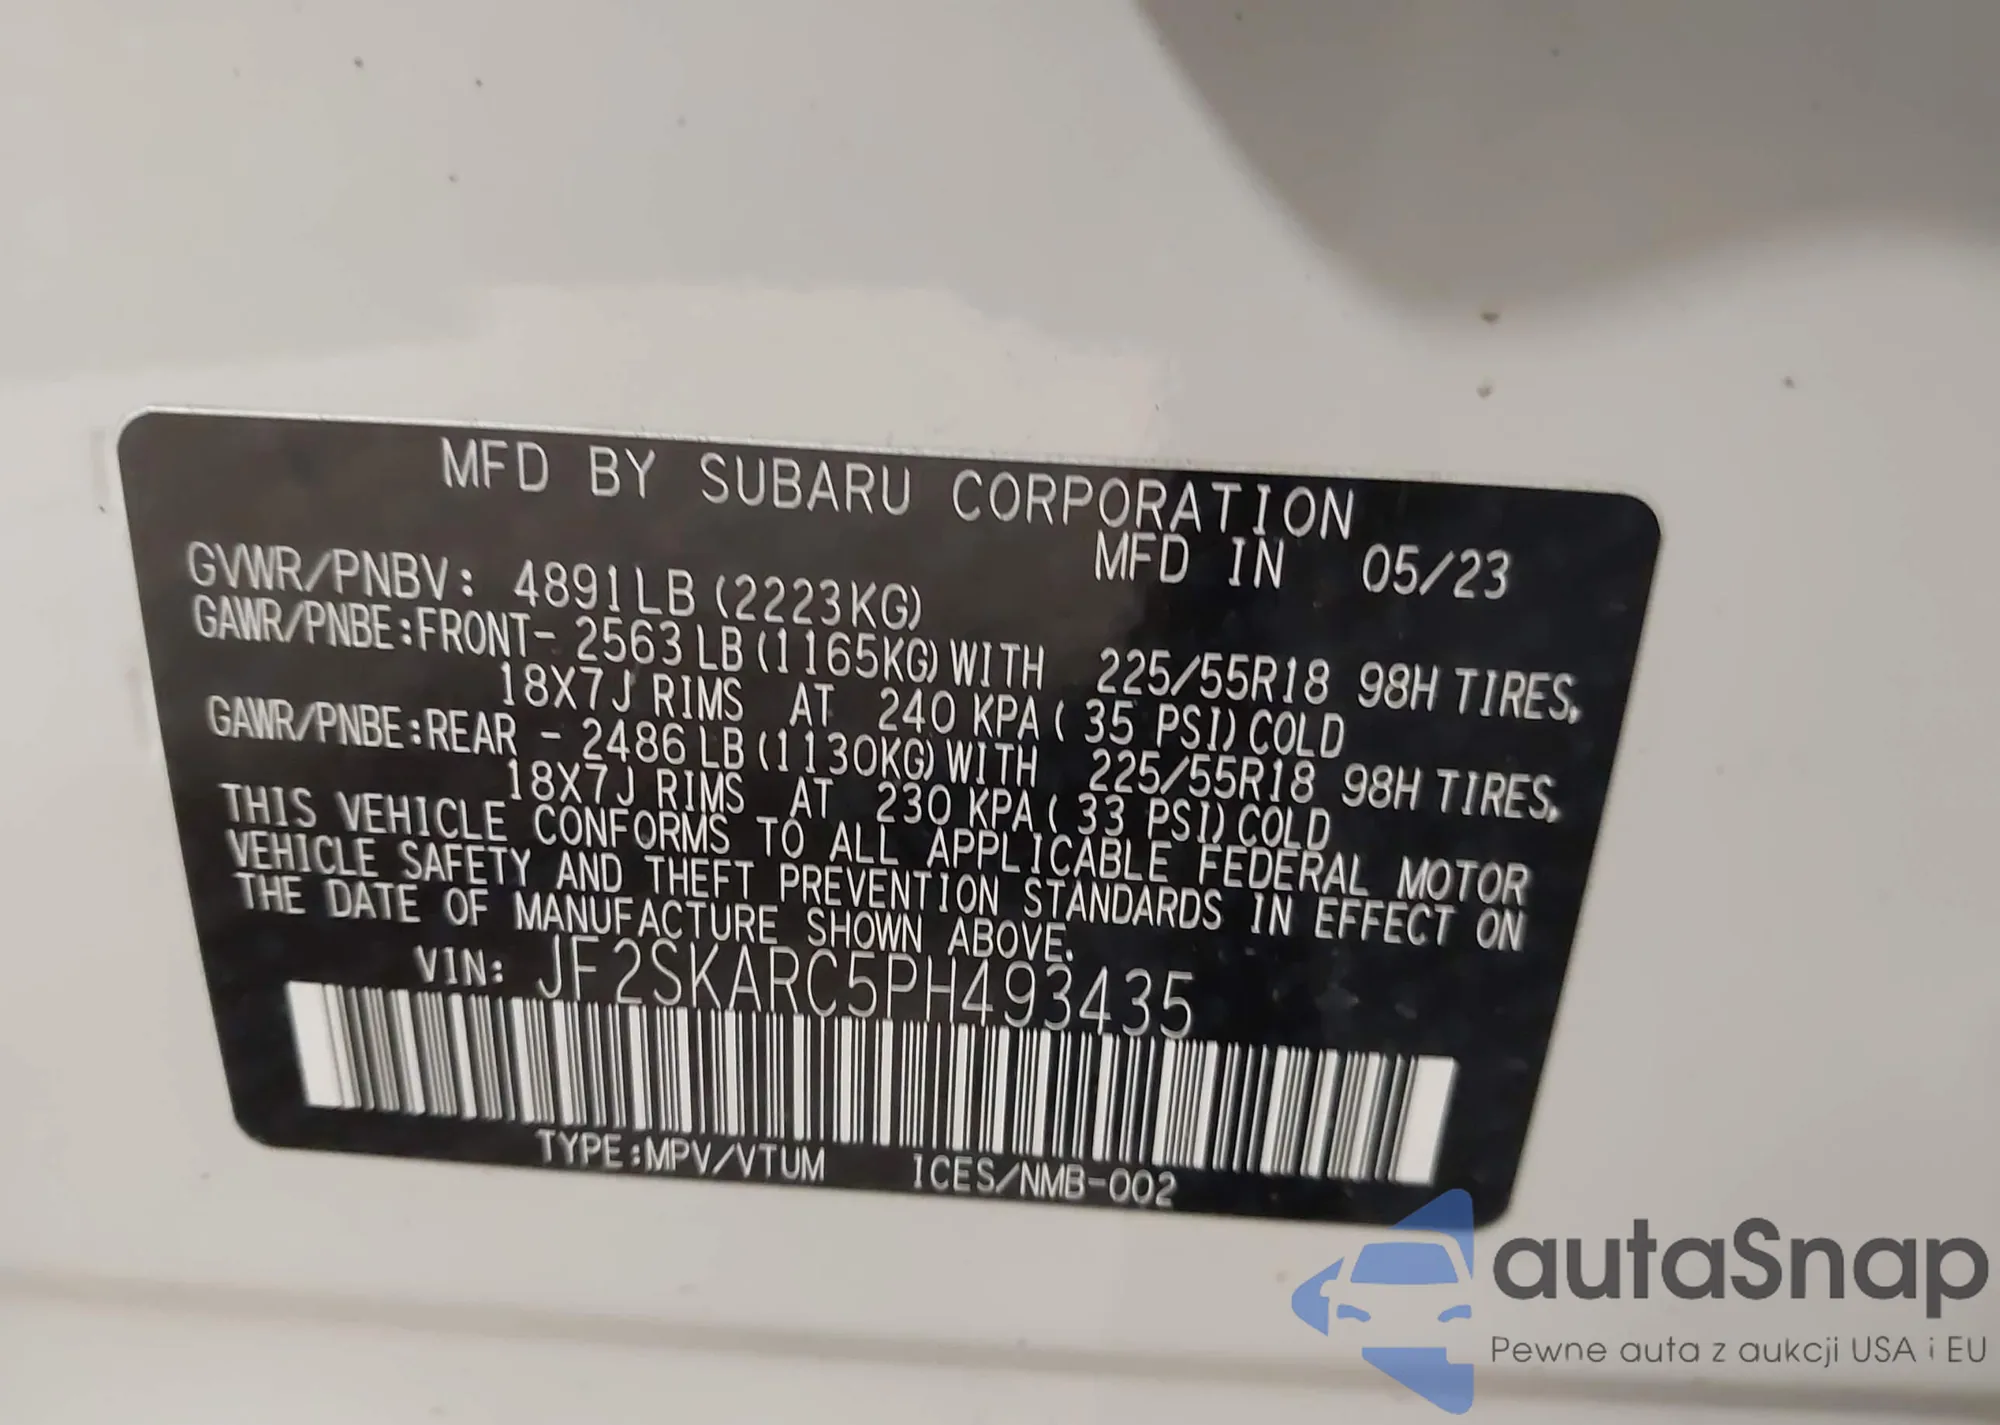 MFD BY SUBARU CORPORATION
MFD IN 05/23
GVWR/PNBV: 4891LB (2223KG)
GAWR/PNBE:FRONT- 2563LB(1165KG)WITH 225/55R18 98H TIRES,
18X7J RIMS AT 240 KPA( 35 PSI)COLD
GAWR/PNBE:REAR - 2486LB(1130KG)WITH 225/55R18 98H TIRES,
18X7J RIMS AT 230 KPA( 33 PSI)COLD
THIS VEHICLE CONFORMS TO ALL APPLICABLE FEDERAL MOTOR
VEHICLE SAFETY AND THEFT PREVENTION STANDARDS IN EFFECT ON
THE DATE OF MANUFACTURE SHOWN ABOVE.
VIN: JF2SKARC5PH493435
TYPE:MPV/VTUM ICES/NMB-002
autaSnap
Pewne auta z aukcji USA i EU